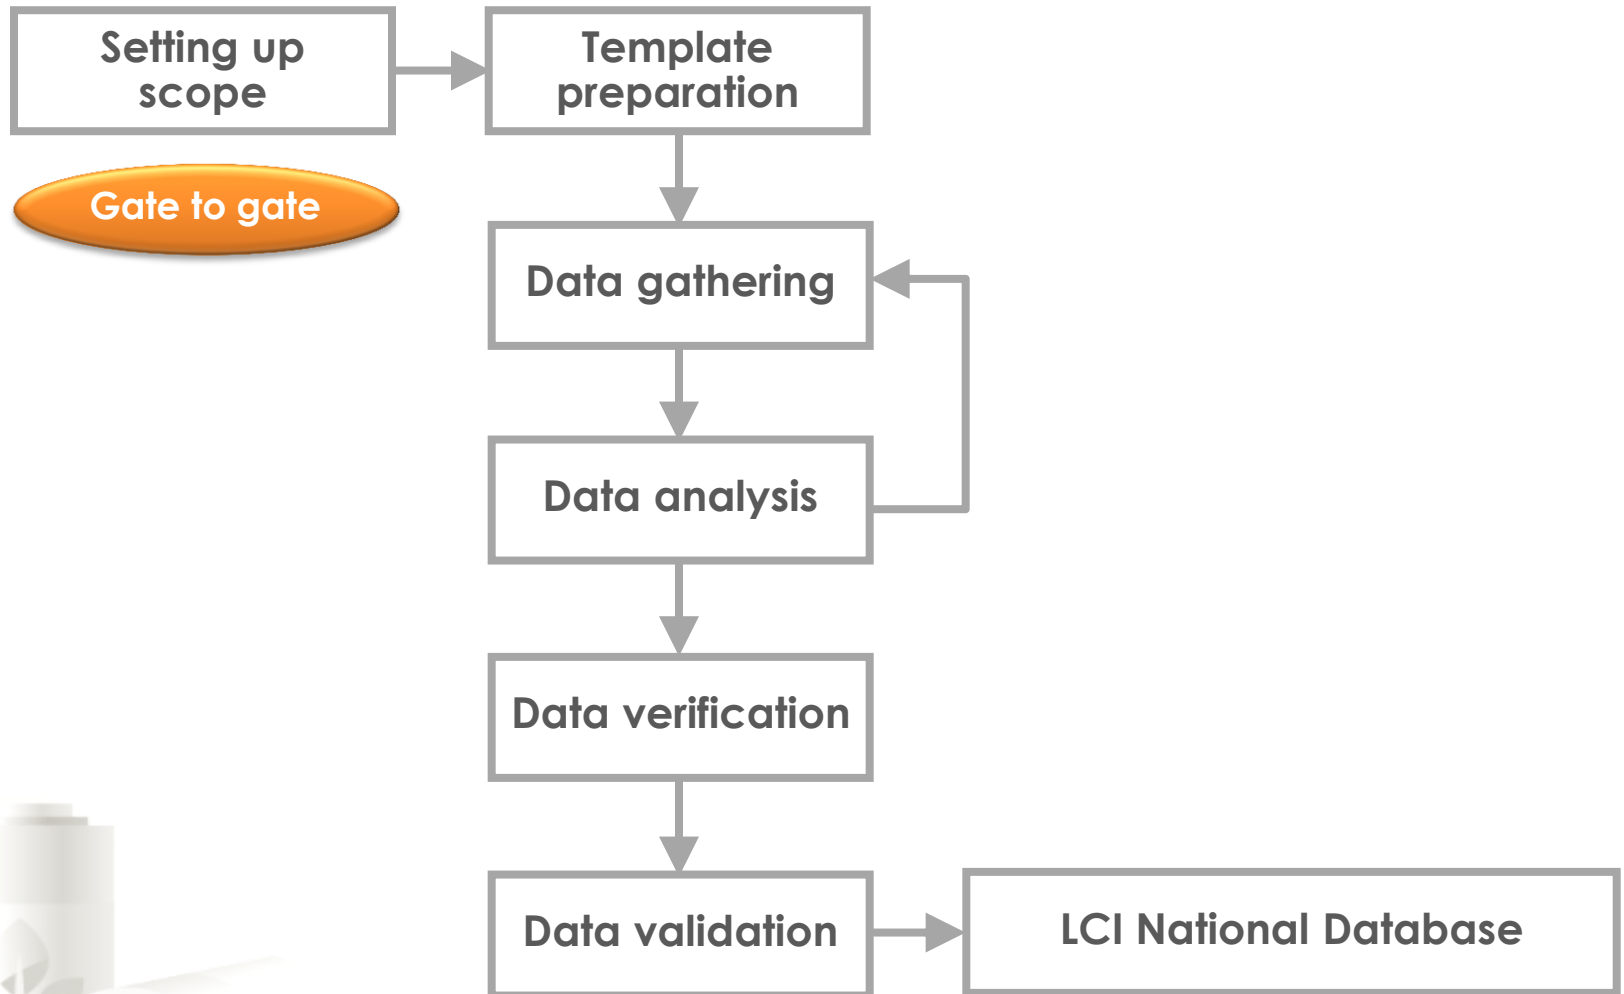 Setting up
scope
Template
preparation
Gate to gate
Data gathering
Data analysis
Data verification
Data validation
LCI National Database